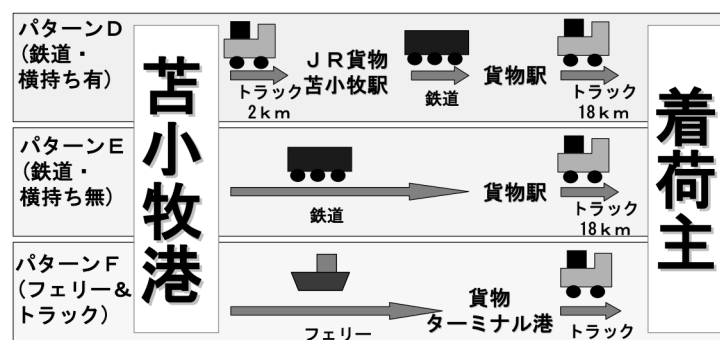 パターンD
(鉄道・
横持ち有)
トラック
2km
JR貨物
苫小牧駅
鉄道
貨物駅
トラック
18km
パターンE
(鉄道・
横持ち無)
鉄道
貨物駅
トラック
18km
パターンF
(フェリー&
トラック)
フェリー
貨物
ターミナル港
トラック
苫小牧港
着荷主